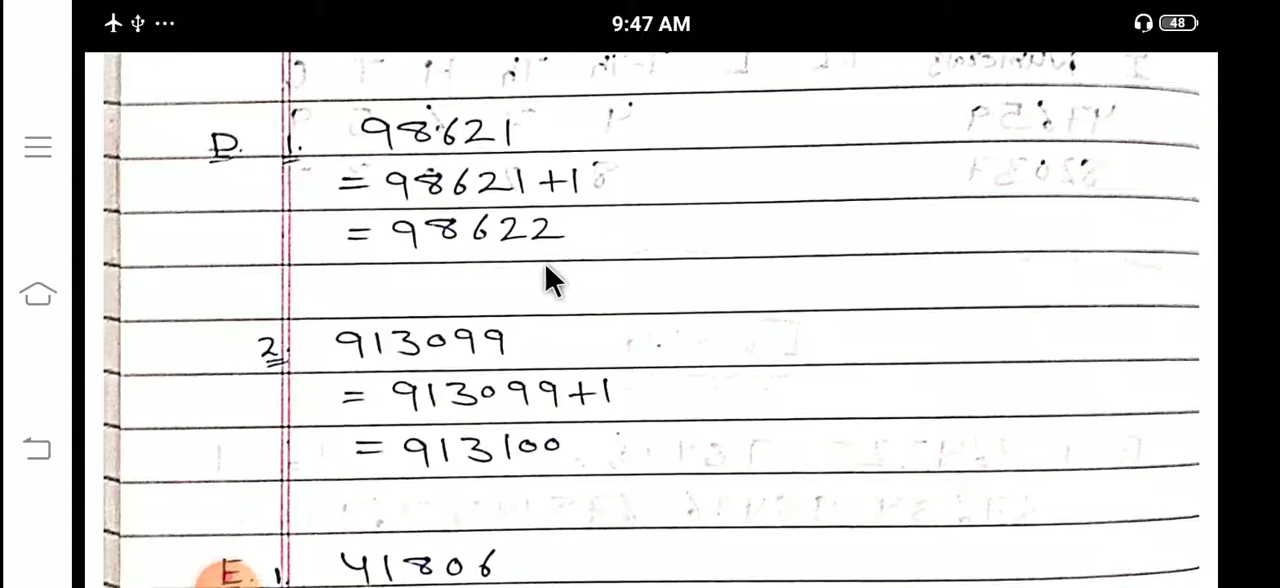 9:47 AM
48
D. 1. 98621
= 98621+1
= 98622
2. 913099
= 913099+1
= 913100
E. 1. 41806